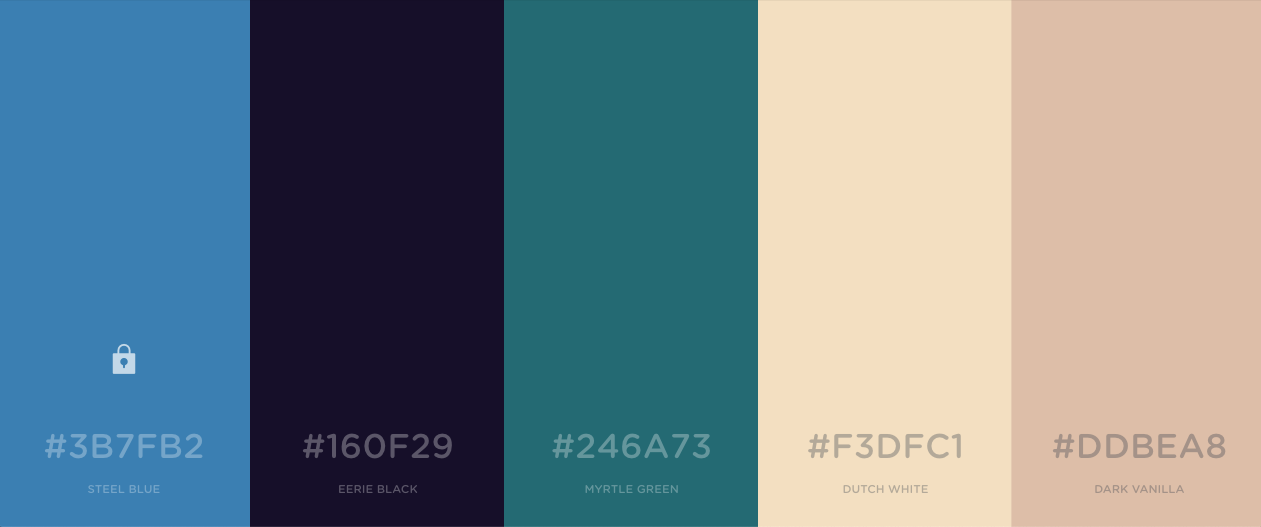 #3B7FB2
STEEL BLUE
#160F29
EERIE BLACK
#246A73
MYRTLE GREEN
#F3DFC1
DUTCH WHITE
#DDBEA8
DARK VANILLA